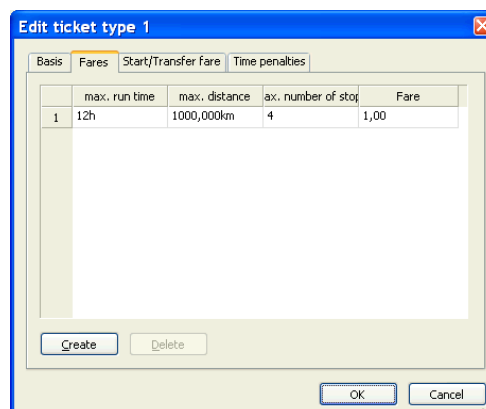 Edit ticket type 1
Basis Fares Start/Transfer fare Time penalties
max. run time max. distance ax. number of stop Fare
1 12h 1000,000km 4 1,00
Create Delete
OK Cancel